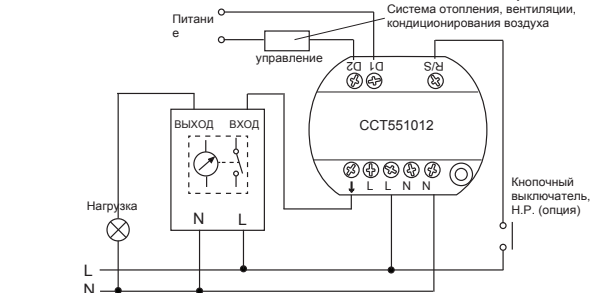 Питани
е
Система отопления, вентиляции,
кондиционирования воздуха
управление
D2 D1 R/S
CCT551012
ВЫХОД ВХОД
L L N N
Кнопочный
выключатель,
Н.Р. (опция)
Нагрузка
N L
L
N